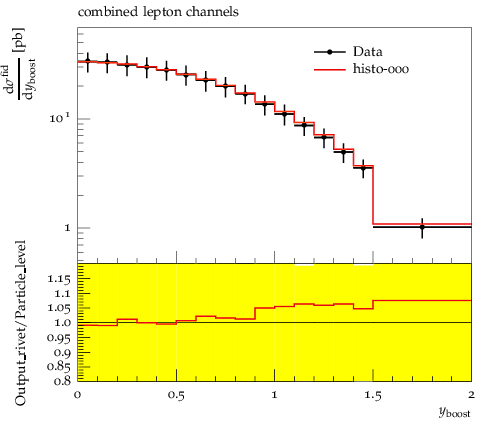 combined lepton channels
dσ^fid / dy_boost [pb]
Data
histo-000
10^1
1
Output_rivet/Particle_level
1.15
1.1
1.05
1.0
0.95
0.9
0.85
0.8
0 0.5 1 1.5 2
y_boost